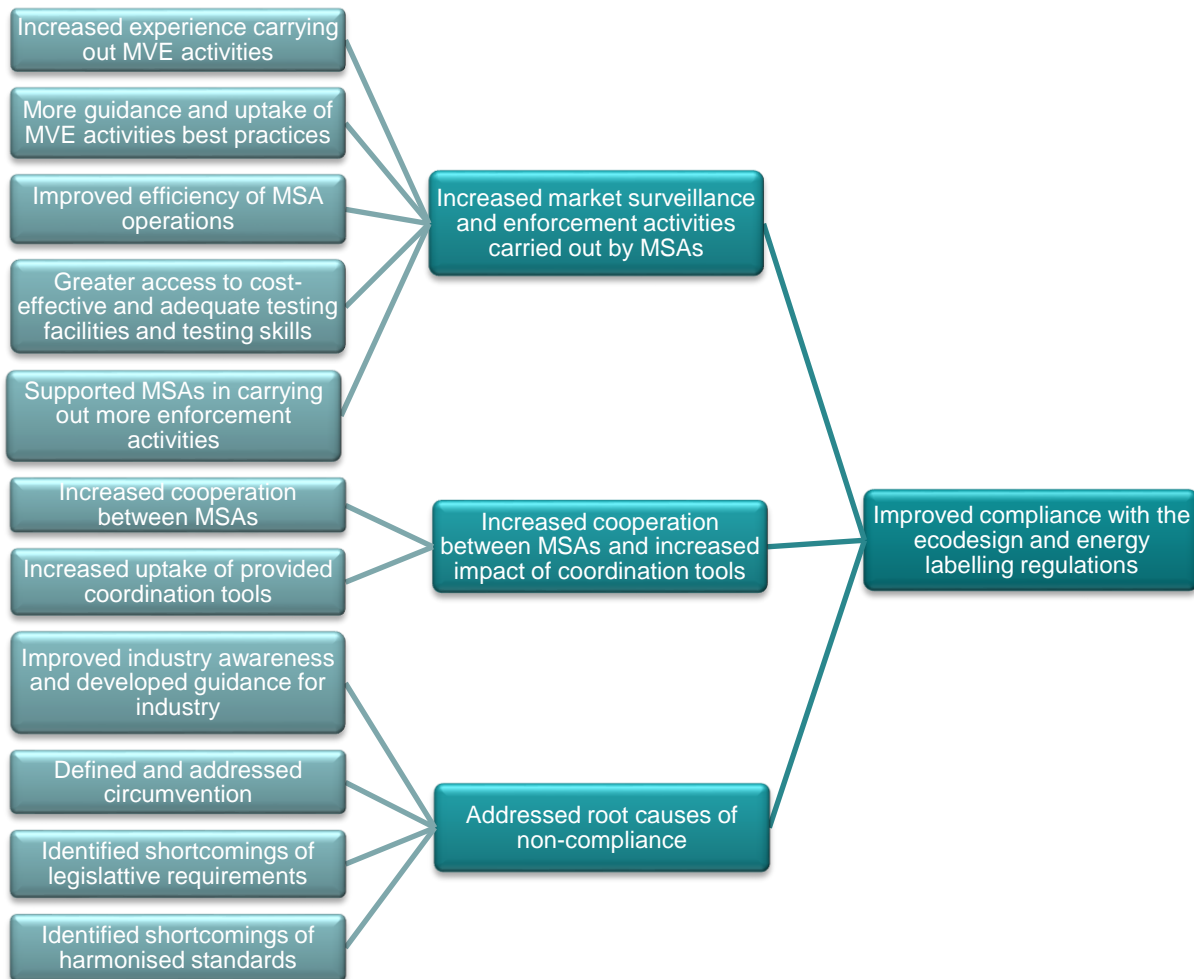 Increased experience carrying
out MVE activities
More guidance and uptake of
MVE activities best practices
Improved efficiency of MSA
operations
Greater access to cost-
effective and adequate testing
facilities and testing skills
Supported MSAs in carrying
out more enforcement
activities
Increased cooperation
between MSAs
Increased uptake of provided
coordination tools
Improved industry awareness
and developed guidance for
industry
Defined and addressed
circumvention
Identified shortcomings of
legislattive requirements
Identified shortcomings of
harmonised standards
Increased market surveillance
and enforcement activities
carried out by MSAs
Increased cooperation
between MSAs and increased
impact of coordination tools
Addressed root causes of
non-compliance
Improved compliance with the
ecodesign and energy
labelling regulations